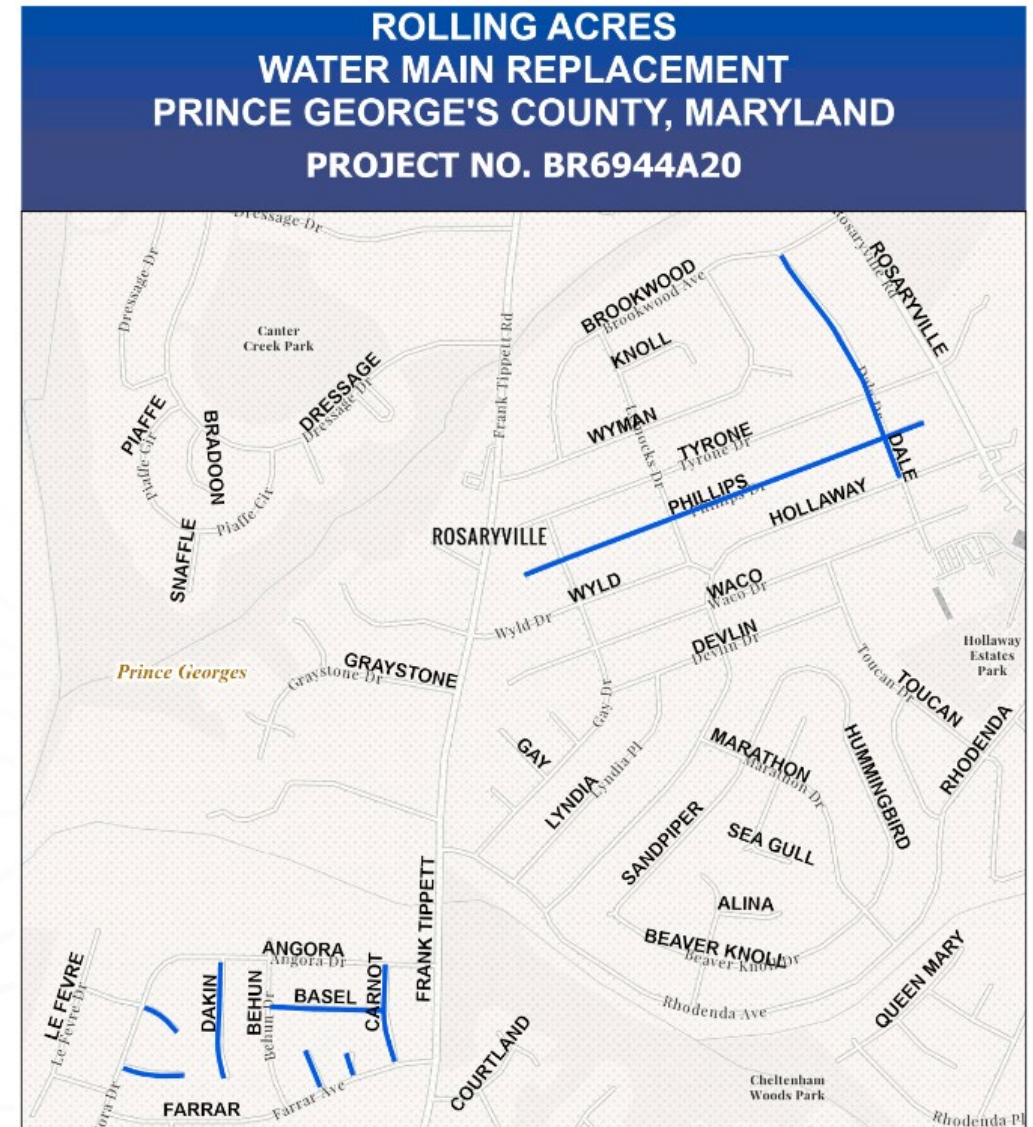 ROLLING ACRES
WATER MAIN REPLACEMENT
PRINCE GEORGE'S COUNTY, MARYLAND
PROJECT NO. BR6944A20
Dressage Dr
Rosaryville Rd
ROSARYVILLE
BROOKWOOD
Brookwood Ave
Dressage Dr
Canter
Creek Park
Frank Tippett Rd
KNOLL
DRESSAGE
Dressage Dr
Dale Dr
PIAFFE
Piaffe Cir
BRADOON
WYMAN
TYRONE
Tyrone Dr
DALE
PHILLIPS
Phillips Dr
HOLLAWAY
Piaffe Cir
SNAFFLE
ROSARYVILLE
WYLD
Wyld Dr
WACO
Waco Dr
DEVLIN
Devlin Dr
Hollaway
Estates
Park
Prince Georges
GRAYSTONE
Graystone Dr
Toucan Dr
TOUCAN
Gay Dr
GAY
RHODENDA
MARATHON
Marathon Dr
HUMMINGBIRD
LYNDIA
Lyndia Pl
SANDPIPER
SEA GULL
ALINA
FRANK TIPPETT
BEAVER KNOLL
Beaver Knoll Dr
QUEEN MARY
ANGORA
Angora Dr
LE FEVRE
Le Fevre Dr
DAKIN
BEHUN
Behun Dr
BASEL
CARNOT
Rhodenda Ave
COURTLAND
Cheltenham
Woods Park
FARRAR
Farrar Ave
ora Dr
Rhodenda Pl